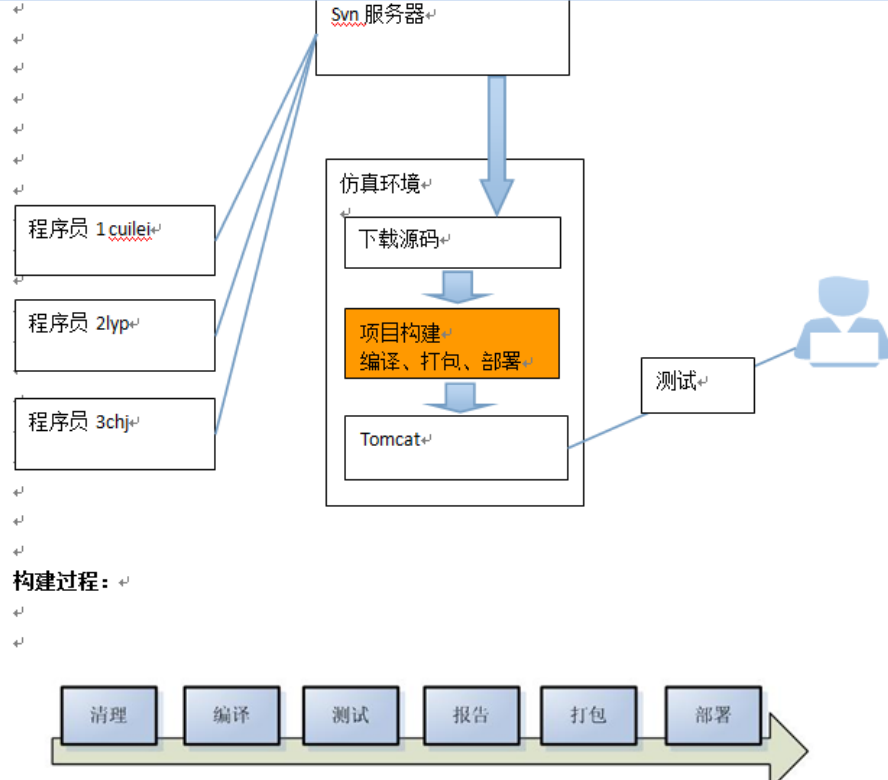 Svn 服务器
仿真环境
下载源码
程序员 1 cuilei
项目构建
编译、打包、部署
程序员 2lyp
测试
程序员 3chj
Tomcat
构建过程：
清理
编译
测试
报告
打包
部署